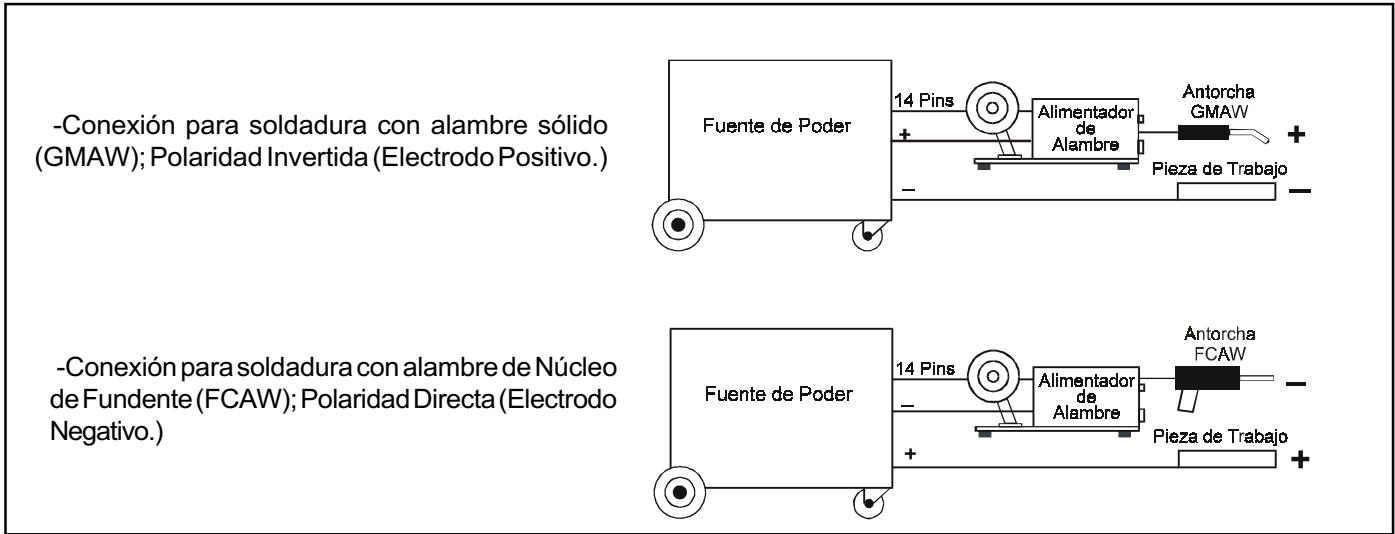 -Conexión para soldadura con alambre sólido
(GMAW); Polaridad Invertida (Electrodo Positivo.)
Fuente de Poder
14 Pins
+
–
Alimentador
de
Alambre
Antorcha
GMAW
+
Pieza de Trabajo
–
-Conexión para soldadura con alambre de Núcleo
de Fundente (FCAW); Polaridad Directa (Electrodo
Negativo.)
Fuente de Poder
14 Pins
–
+
Alimentador
de
Alambre
Antorcha
FCAW
–
Pieza de Trabajo
+